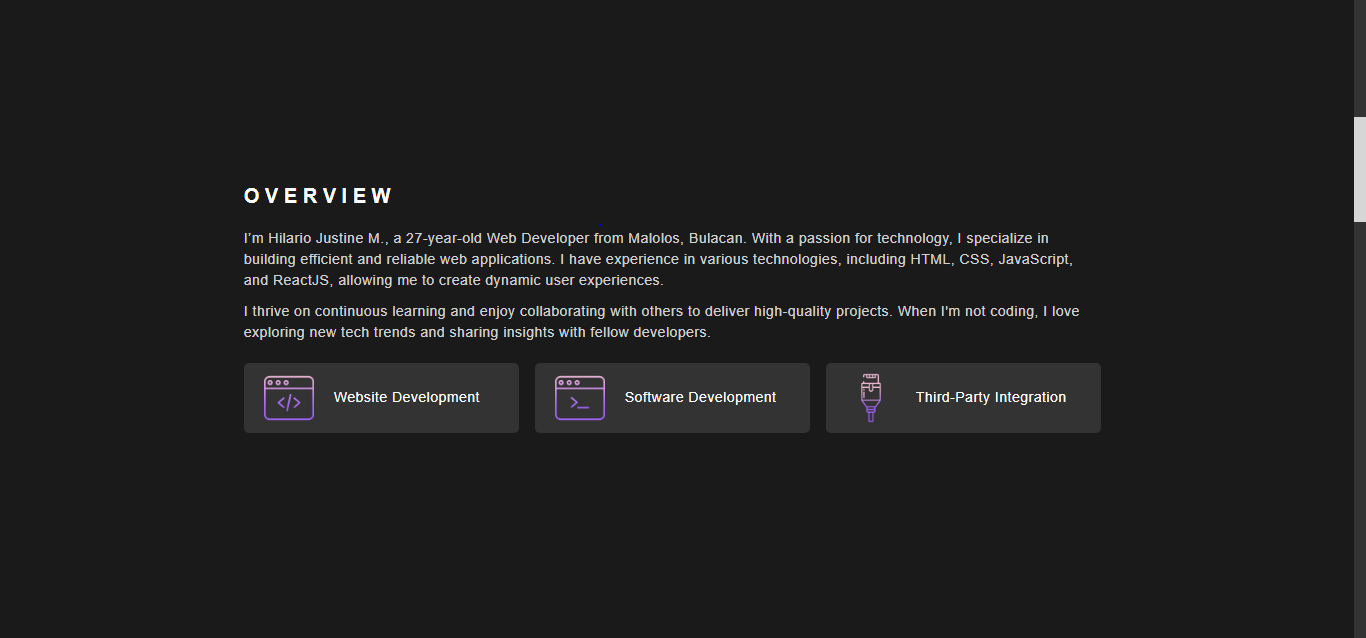 OVERVIEW
I'm Hilario Justine M., a 27-year-old Web Developer from Malolos, Bulacan. With a passion for technology, I specialize in
building efficient and reliable web applications. I have experience in various technologies, including HTML, CSS, JavaScript,
and ReactJS, allowing me to create dynamic user experiences.
I thrive on continuous learning and enjoy collaborating with others to deliver high-quality projects. When I'm not coding, I love
exploring new tech trends and sharing insights with fellow developers.
Website Development
Software Development
Third-Party Integration